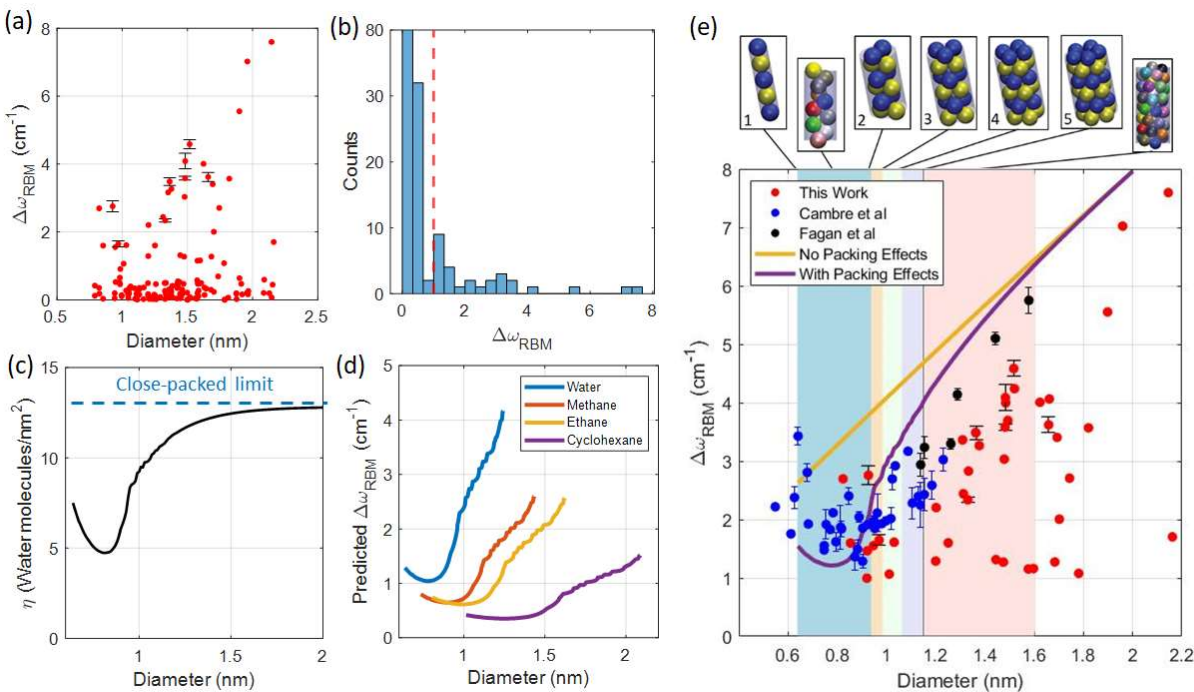 (a)
Δω_RBM (cm⁻¹)
8
6
4
2
0
0.5 1 1.5 2 2.5
Diameter (nm)
(b)
Counts
80
30
20
10
0
0 2 4 6 8
Δω_RBM
(c)
η (Water molecules/nm²)
15
10
5
0
Close-packed limit
1 1.5 2
Diameter (nm)
(d)
Predicted Δω_RBM (cm⁻¹)
5
4
3
2
1
0
Water
Methane
Ethane
Cyclohexane
1 1.5 2
Diameter (nm)
(e)
1
2
3
4
5
Δω_RBM (cm⁻¹)
8
7
6
5
4
3
2
1
0
This Work
Cambre et al
Fagan et al
No Packing Effects
With Packing Effects
0.6 0.8 1 1.2 1.4 1.6 1.8 2 2.2
Diameter (nm)